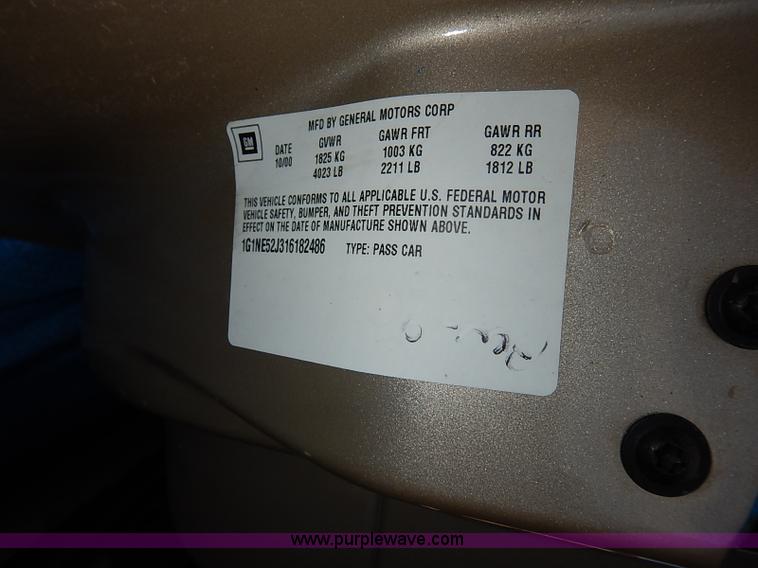 MFD BY GENERAL MOTORS CORP
GM
DATE GVWR GAWR FRT GAWR RR
10/00 1825 KG 1003 KG 822 KG
4023 LB 2211 LB 1812 LB
THIS VEHICLE CONFORMS TO ALL APPLICABLE U.S. FEDERAL MOTOR
VEHICLE SAFETY, BUMPER, AND THEFT PREVENTION STANDARDS IN
EFFECT ON THE DATE OF MANUFACTURE SHOWN ABOVE.
1G1NE52J316182486 TYPE: PASS CAR
www.purplewave.com